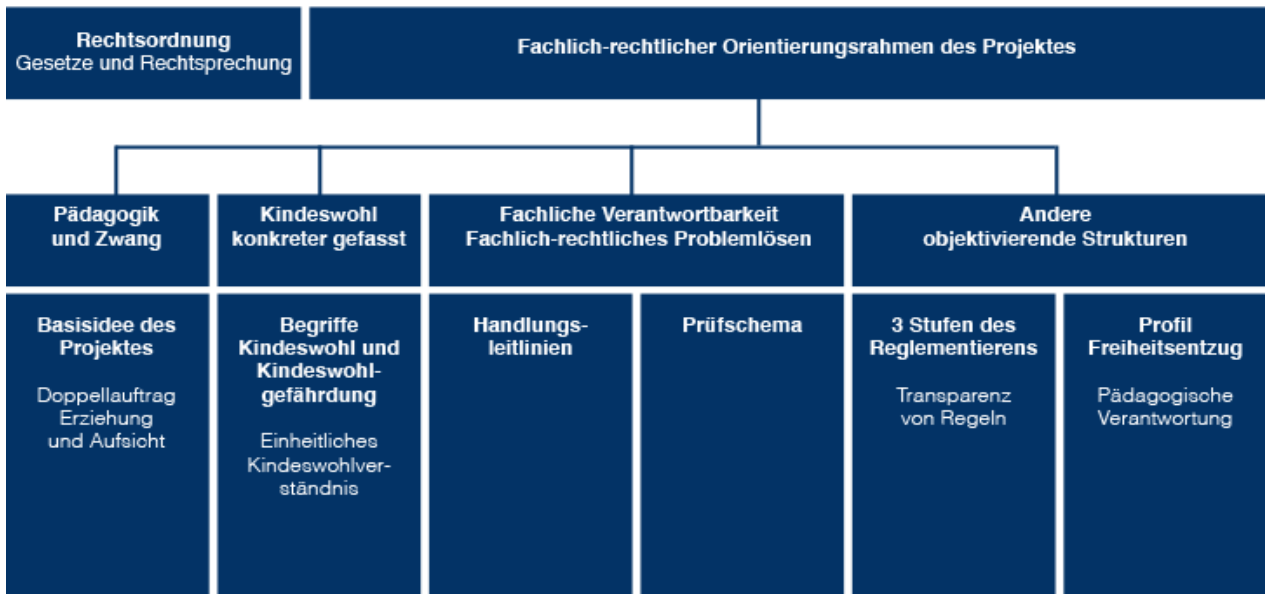 Rechtsordnung
Gesetze und Rechtsprechung
Fachlich-rechtlicher Orientierungsrahmen des Projektes
Pädagogik
und Zwang
Kindeswohl
konkreter gefasst
Fachliche Verantwortbarkeit
Fachlich-rechtliches Problemlösen
Andere
objektivierende Strukturen
Basisidee des
Projektes
Doppellauftrag
Erziehung
und Aufsicht
Begriffe
Kindeswohl und
Kindeswohl-
gefährdung
Einheitliches
Kindeswohlver-
ständnis
Handlungs-
leitlinien
Prüfschema
3 Stufen des
Reglementierens
Transparenz
von Regeln
Profil
Freiheitsentzug
Pädagogische
Verantwortung